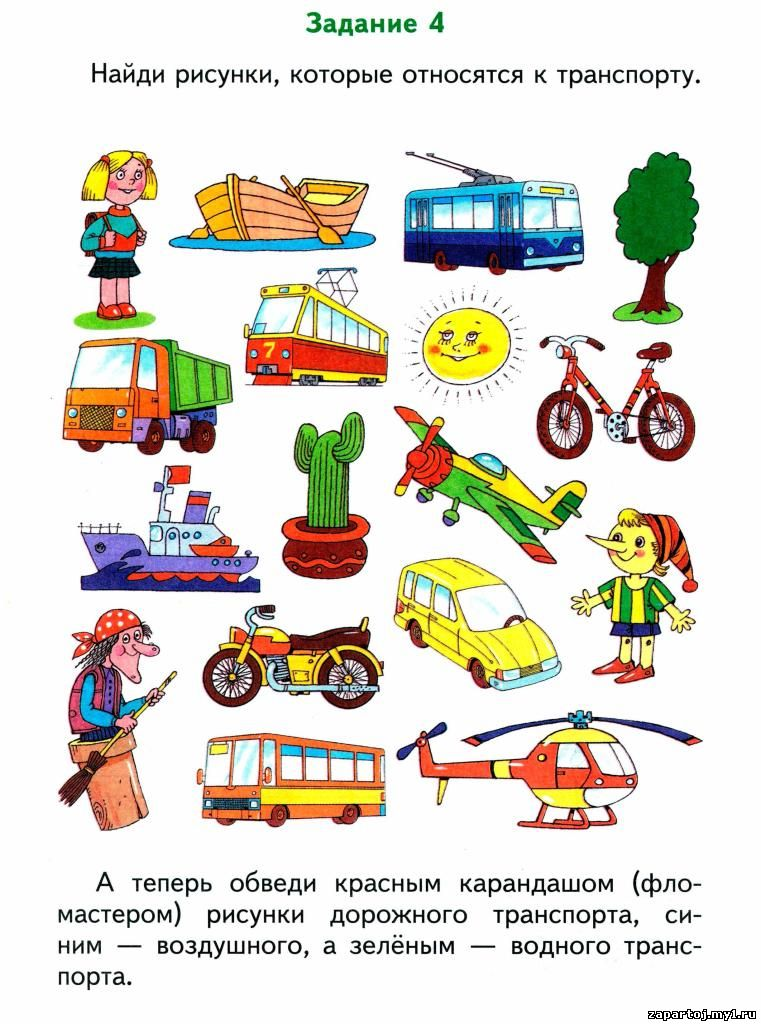 Задание 4
Найди рисунки, которые относятся к транспорту.
7
А теперь обведи красным карандашом (фло-
мастером) рисунки дорожного транспорта, си-
ним — воздушного, а зелёным — водного транс-
порта.
zapartoj.my1.ru